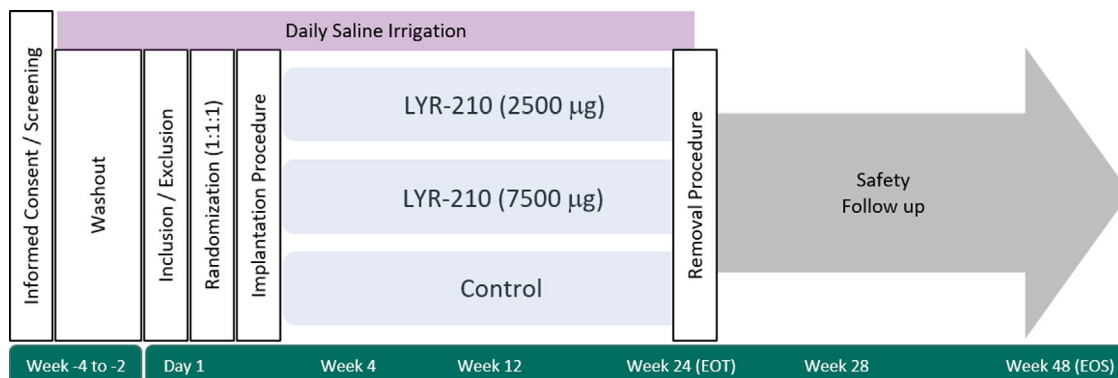 Daily Saline Irrigation
Informed Consent / Screening
Washout
Inclusion / Exclusion
Randomization (1:1:1)
Implantation Procedure
LYR-210 (2500 μg)
LYR-210 (7500 μg)
Control
Removal Procedure
Safety
Follow up
Week -4 to -2
Day 1
Week 4
Week 12
Week 24 (EOT)
Week 28
Week 48 (EOS)